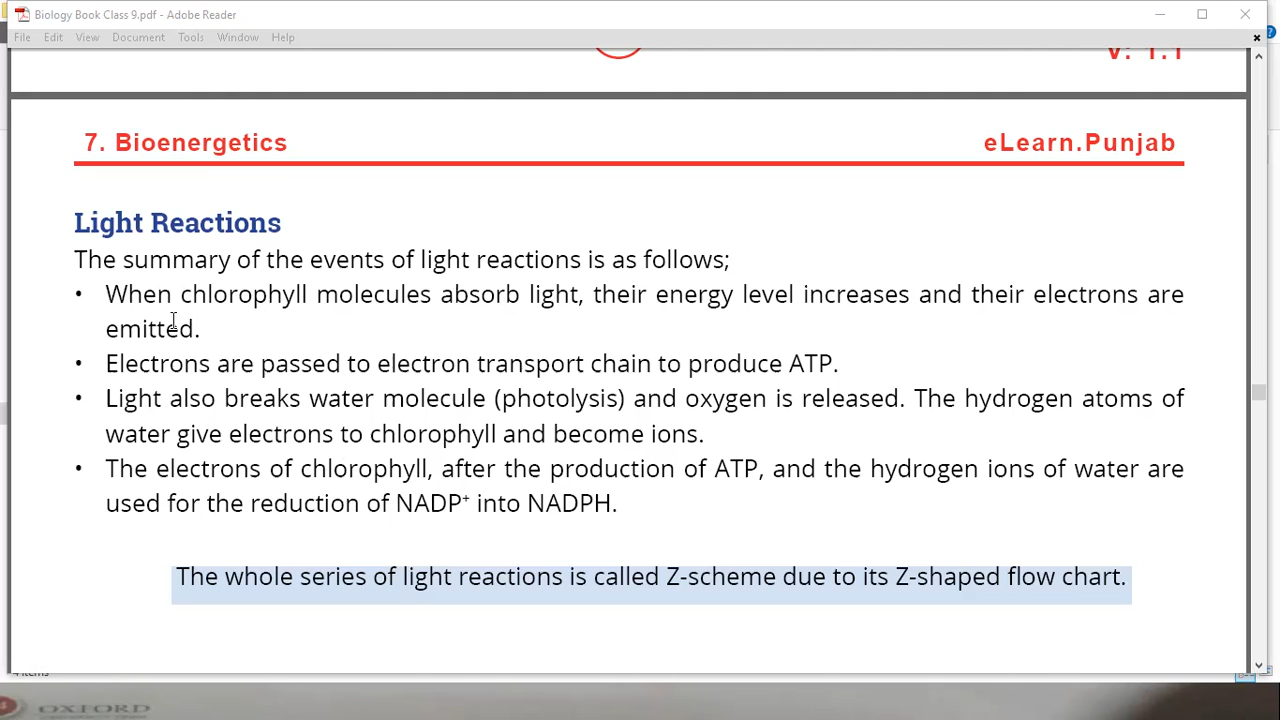 Biology Book Class 9.pdf - Adobe Reader
File Edit View Document Tools Window Help
V: 1.1
7. Bioenergetics eLearn.Punjab
Light Reactions
The summary of the events of light reactions is as follows;
• When chlorophyll molecules absorb light, their energy level increases and their electrons are
emitted.
• Electrons are passed to electron transport chain to produce ATP.
• Light also breaks water molecule (photolysis) and oxygen is released. The hydrogen atoms of
water give electrons to chlorophyll and become ions.
• The electrons of chlorophyll, after the production of ATP, and the hydrogen ions of water are
used for the reduction of NADP⁺ into NADPH.
The whole series of light reactions is called Z-scheme due to its Z-shaped flow chart.
4 items
OXFORD